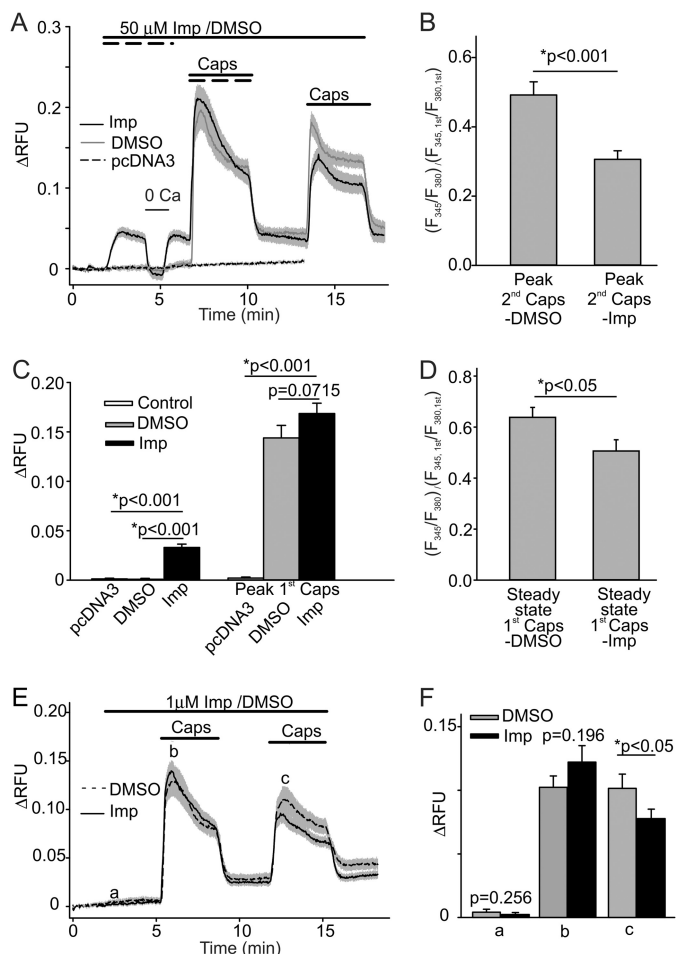 A
50 µM Imp /DMSO
Caps
Caps
Imp
DMSO
pcDNA3
0 Ca
ΔRFU
0.3
0.2
0.1
0
0
5
10
15
Time (min)
B
*p<0.001
(F345/F380) / (F345, 1st/F380,1st)
0.6
0.4
0.2
0.0
Peak 2nd Caps -DMSO
Peak 2nd Caps -Imp
C
*p<0.001
p=0.0715
Control
DMSO
Imp
*p<0.001
*p<0.001
ΔRFU
0.20
0.15
0.10
0.05
0
pcDNA3
DMSO
Imp
Peak 1st Caps
pcDNA3
DMSO
Imp
D
*p<0.05
(F345/F380) / (F345, 1st/F380,1st)
0.8
0.6
0.4
0.2
0.0
Steady state 1st Caps -DMSO
Steady state 1st Caps -Imp
E
1µM Imp /DMSO
Caps
Caps
b
c
a
DMSO
Imp
ΔRFU
0.20
0.15
0.10
0.05
0
0
5
10
15
Time (min)
F
DMSO
Imp
p=0.196
*p<0.05
p=0.256
ΔRFU
0.15
0
a
b
c